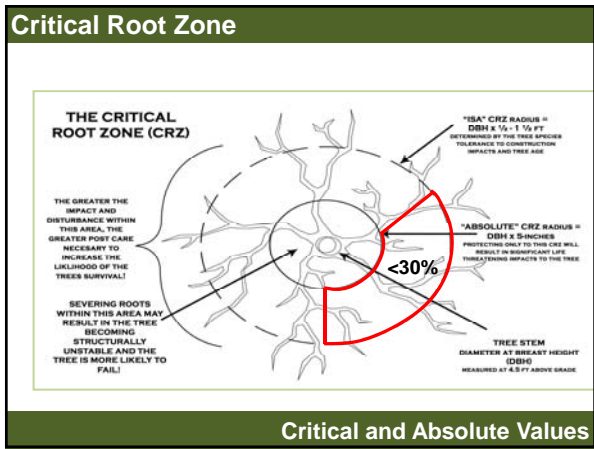 Critical Root Zone
THE CRITICAL
ROOT ZONE (CRZ)
"ISA" CRZ RADIUS =
DBH x ½ - 1 ½ FT
DETERMINED BY THE TREE SPECIES
TOLERANCE TO CONSTRUCTION
IMPACTS AND TREE AGE
THE GREATER THE
IMPACT AND
DISTURBANCE WITHIN
THIS AREA, THE
GREATER POST CARE
NECESARY TO
INCREASE THE
LIKLIHOOD OF THE
TREES SURVIVAL!
"ABSOLUTE" CRZ RADIUS =
DBH x 5-INCHES
PROTECTING ONLY TO THIS CRZ WILL
RESULT IN SIGNIFICANT LIFE
THREATENING IMPACTS TO THE TREE
<30%
SEVERING ROOTS
WITHIN THIS AREA MAY
RESULT IN THE TREE
BECOMING
STRUCTURALLY
UNSTABLE AND THE
TREE IS MORE LIKELY TO
FAIL!
TREE STEM
DIAMETER AT BREAST HEIGHT
(DBH)
MEASURED AT 4.5 FT ABOVE GRADE
Critical and Absolute Values